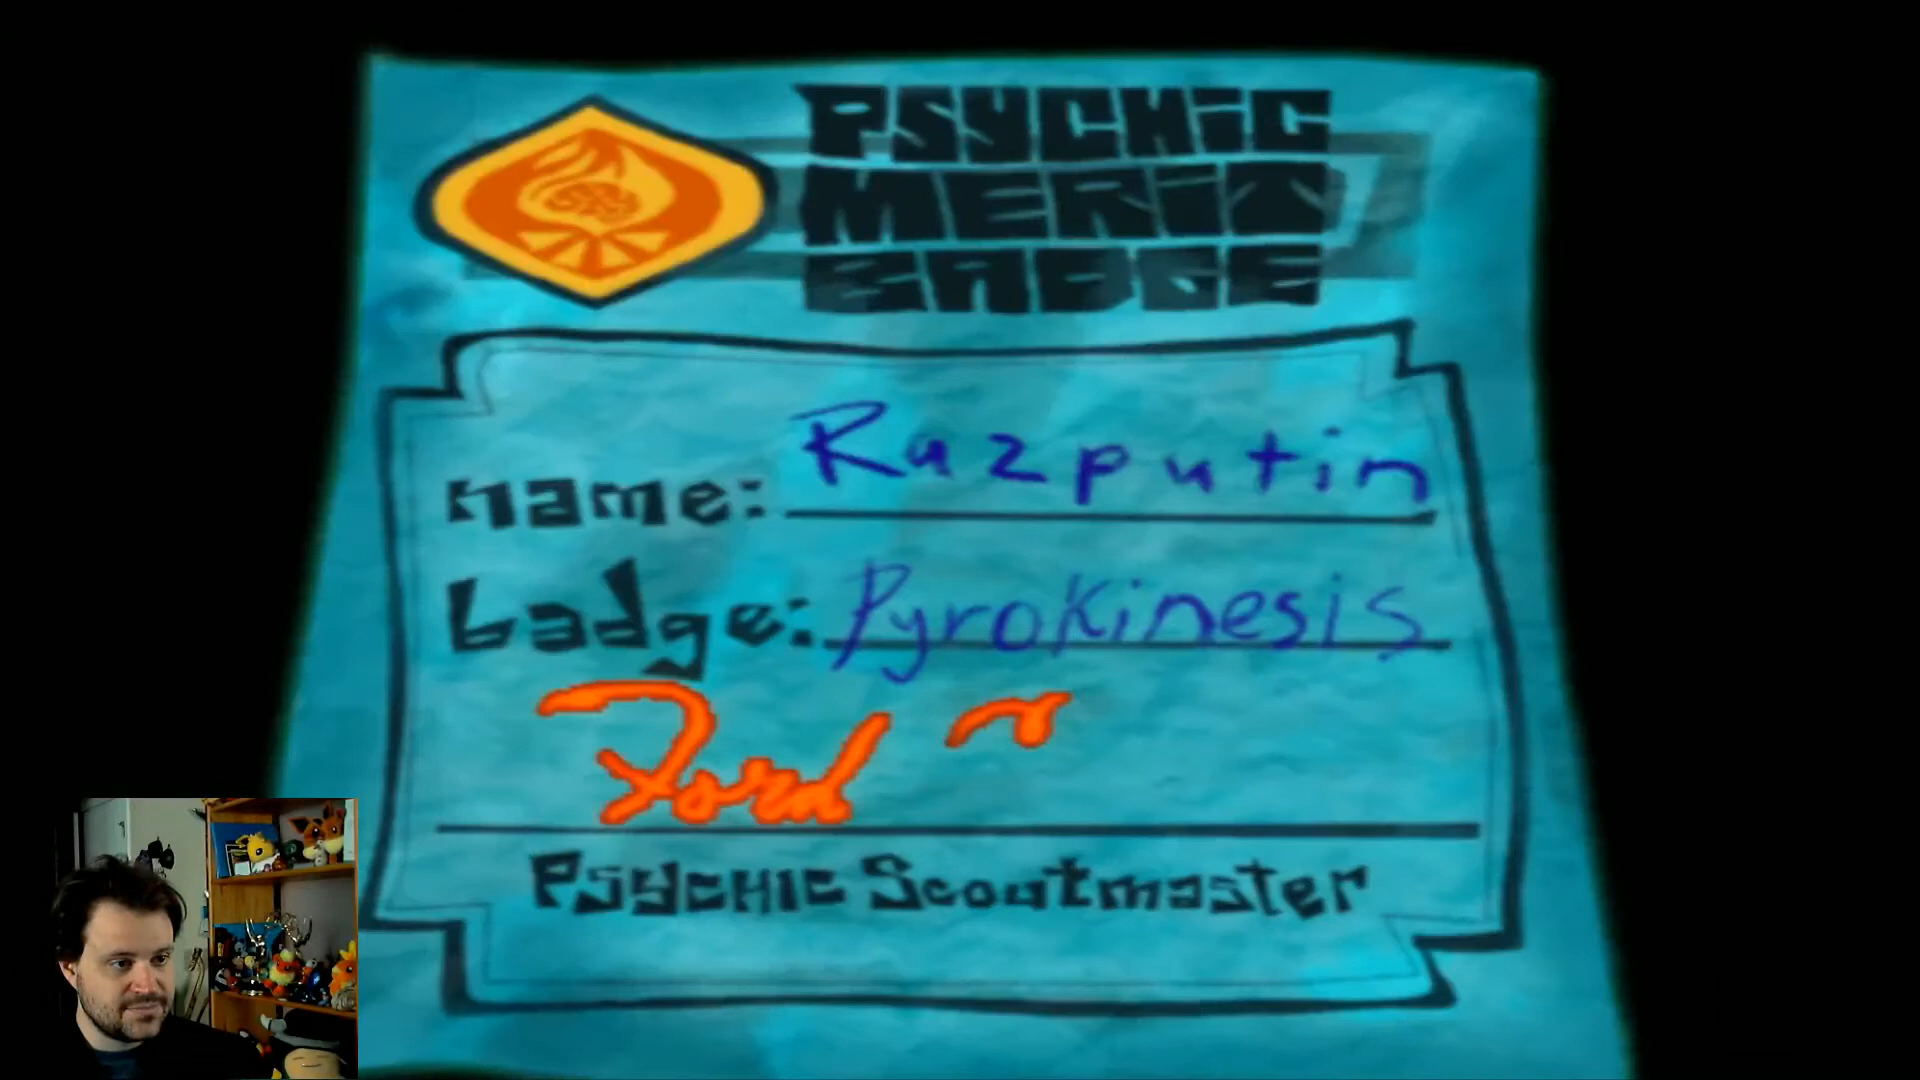 PSYCHIC
MERIT
BADGE
name: Razputin
badge: Pyrokinesis
Ford
Psychic Scoutmaster